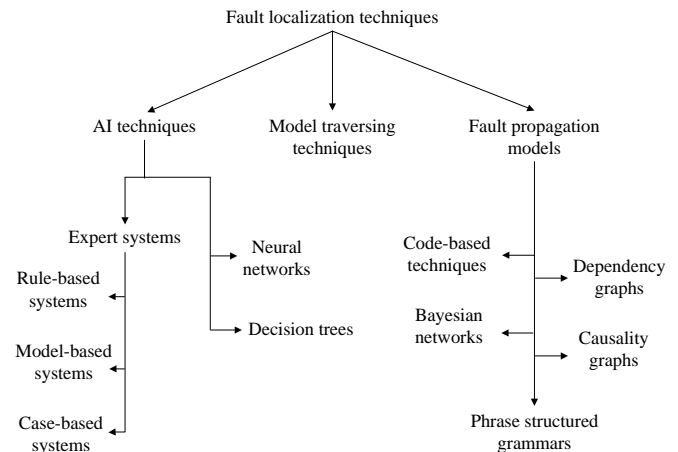 Fault localization techniques
AI techniques
Model traversing
techniques
Fault propagation
models
Expert systems
Rule-based
systems
Model-based
systems
Case-based
systems
Neural
networks
Decision trees
Code-based
techniques
Dependency
graphs
Bayesian
networks
Causality
graphs
Phrase structured
grammars